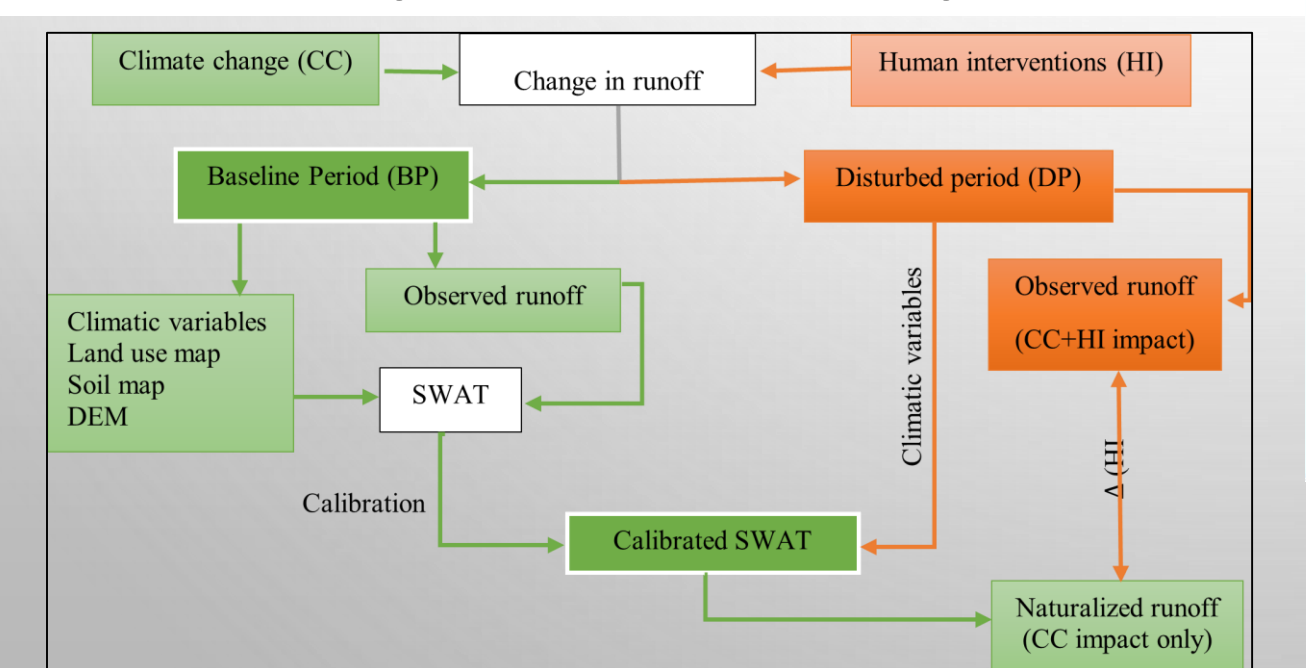 Climate change (CC)
Change in runoff
Human interventions (HI)
Baseline Period (BP)
Disturbed period (DP)
Observed runoff
Climatic variables
Land use map
Soil map
DEM
SWAT
Climatic variables
Observed runoff
(CC+HI impact)
Δ (HI
Calibration
Calibrated SWAT
Naturalized runoff
(CC impact only)